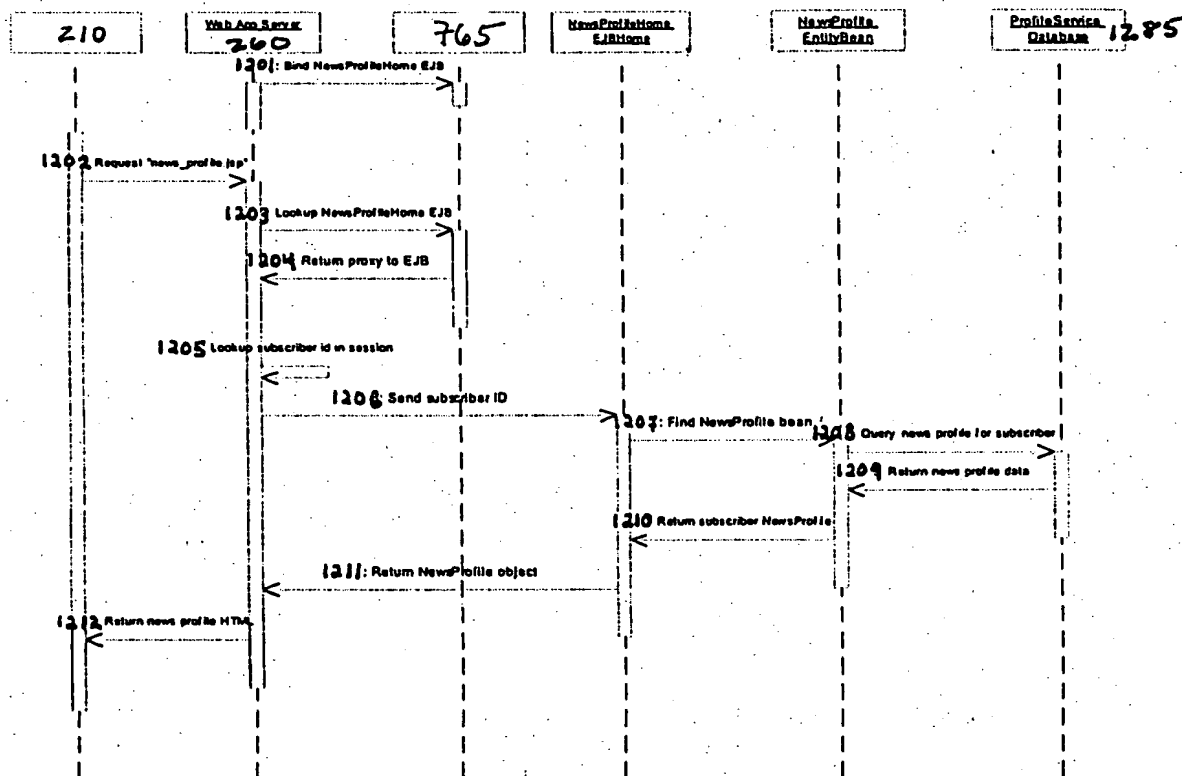 210
Web App Server
260
765
NewsProfileHome
EJBHome
NewsProfile
EntityBean
ProfileService
Database
1285
1201: Bind NewsProfileHome EJB
1202 Request "news_profile.jsp"
1203 Lookup NewsProfileHome EJB
1204 Return proxy to EJB
1205 Lookup subscriber id in session
1206: Send subscriber ID
1207: Find NewsProfile bean
1208 Query news profile for subscriber
1209 Return news profile data
1210 Return subscriber NewsProfile
1211: Return NewsProfile object
1212 Return news profile HTML